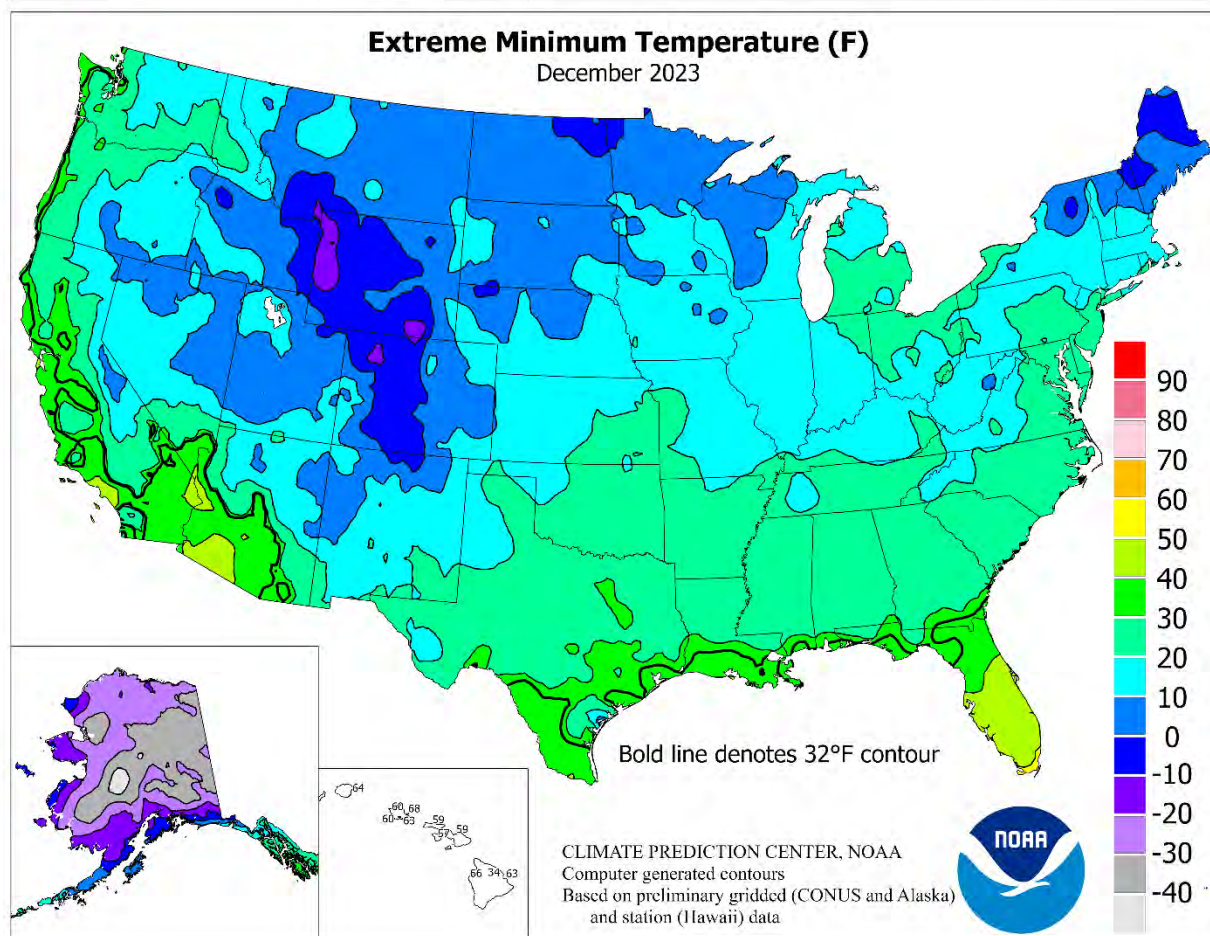 Extreme Minimum Temperature (F)
December 2023
90
80
70
60
50
40
30
20
10
0
-10
-20
-30
-40
Bold line denotes 32°F contour
64
60 68
60 63
59
57 59
66 34 63
CLIMATE PREDICTION CENTER, NOAA
Computer generated contours
Based on preliminary gridded (CONUS and Alaska)
and station (Hawaii) data
NOAA